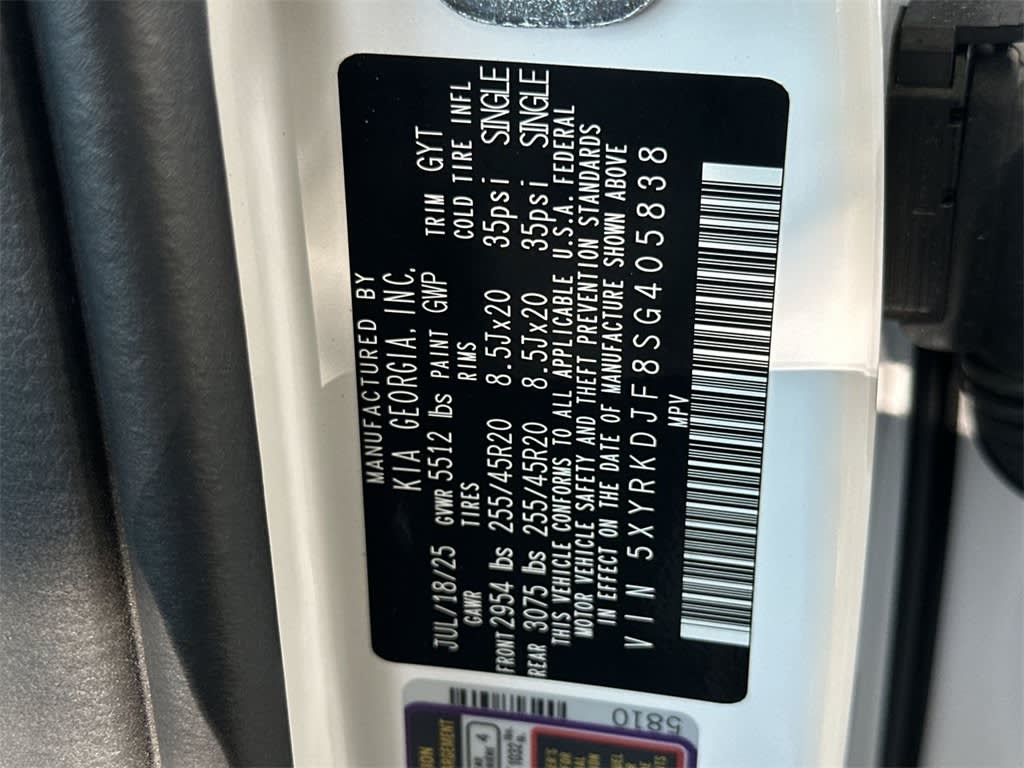 MANUFACTURED BY
KIA GEORGIA, INC.
JUL/18/25 GVWR 5512 lbs PAINT GWP TRIM GYT
GAWR TIRES RIMS COLD TIRE INFL
FRONT 2954 lbs 255/45R20 8.5Jx20 35psi SINGLE
REAR 3075 lbs 255/45R20 8.5Jx20 35psi SINGLE
THIS VEHICLE CONFORMS TO ALL APPLICABLE U.S.A. FEDERAL
MOTOR VEHICLE SAFETY AND THEFT PREVENTION STANDARDS
IN EFFECT ON THE DATE OF MANUFACTURE SHOWN ABOVE
VIN 5XYRKDJF8SG405838
MPV
5810
4